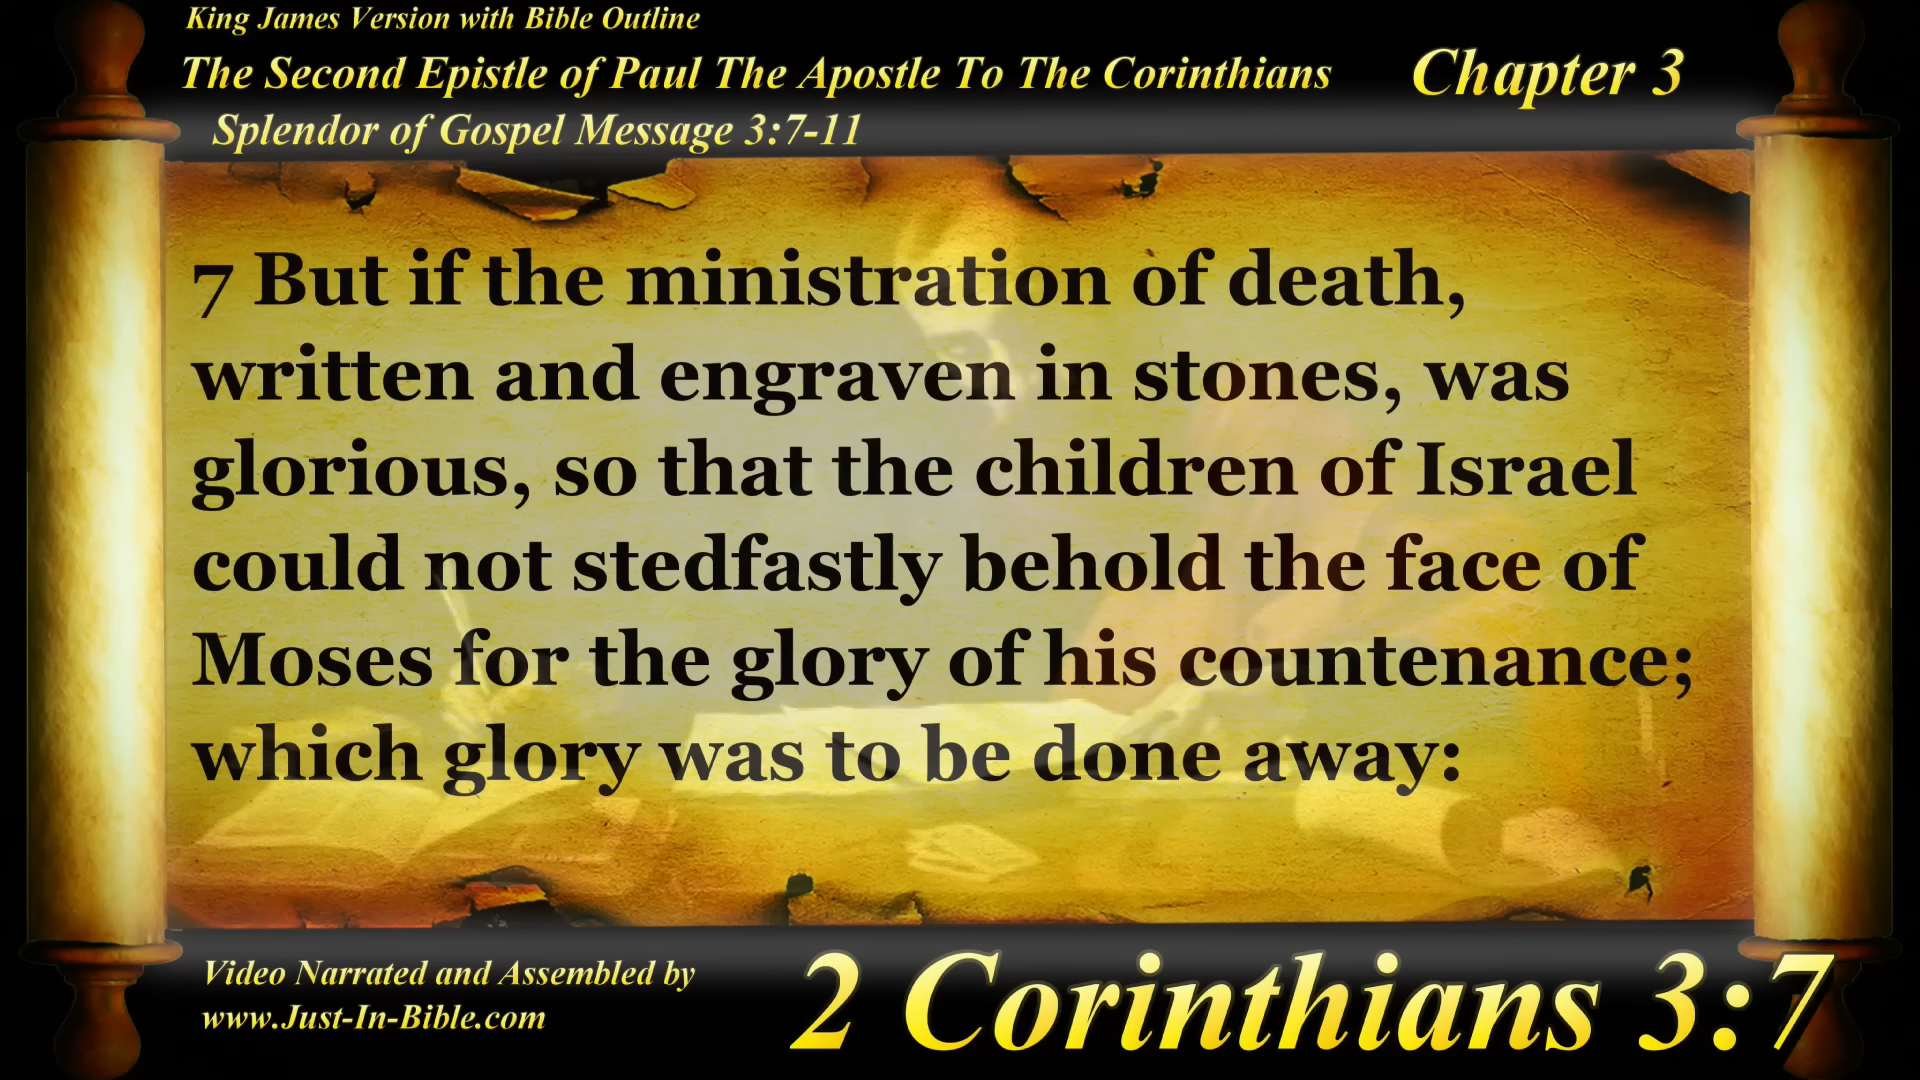 King James Version with Bible Outline
The Second Epistle of Paul The Apostle To The Corinthians
Chapter 3
Splendor of Gospel Message 3:7-11
7 But if the ministration of death,
written and engraven in stones, was
glorious, so that the children of Israel
could not stedfastly behold the face of
Moses for the glory of his countenance;
which glory was to be done away:
Video Narrated and Assembled by
www.Just-In-Bible.com
2 Corinthians 3:7